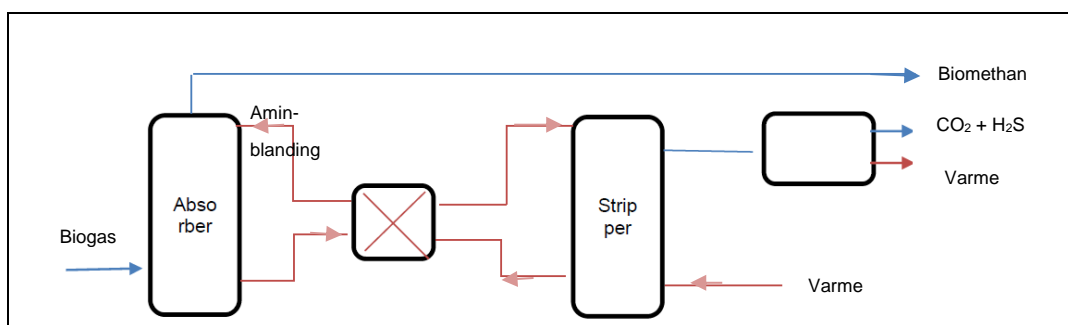 Biomethan
Amin-
blanding
CO₂ + H₂S
Varme
Abso
rber
Strip
per
Biogas
Varme